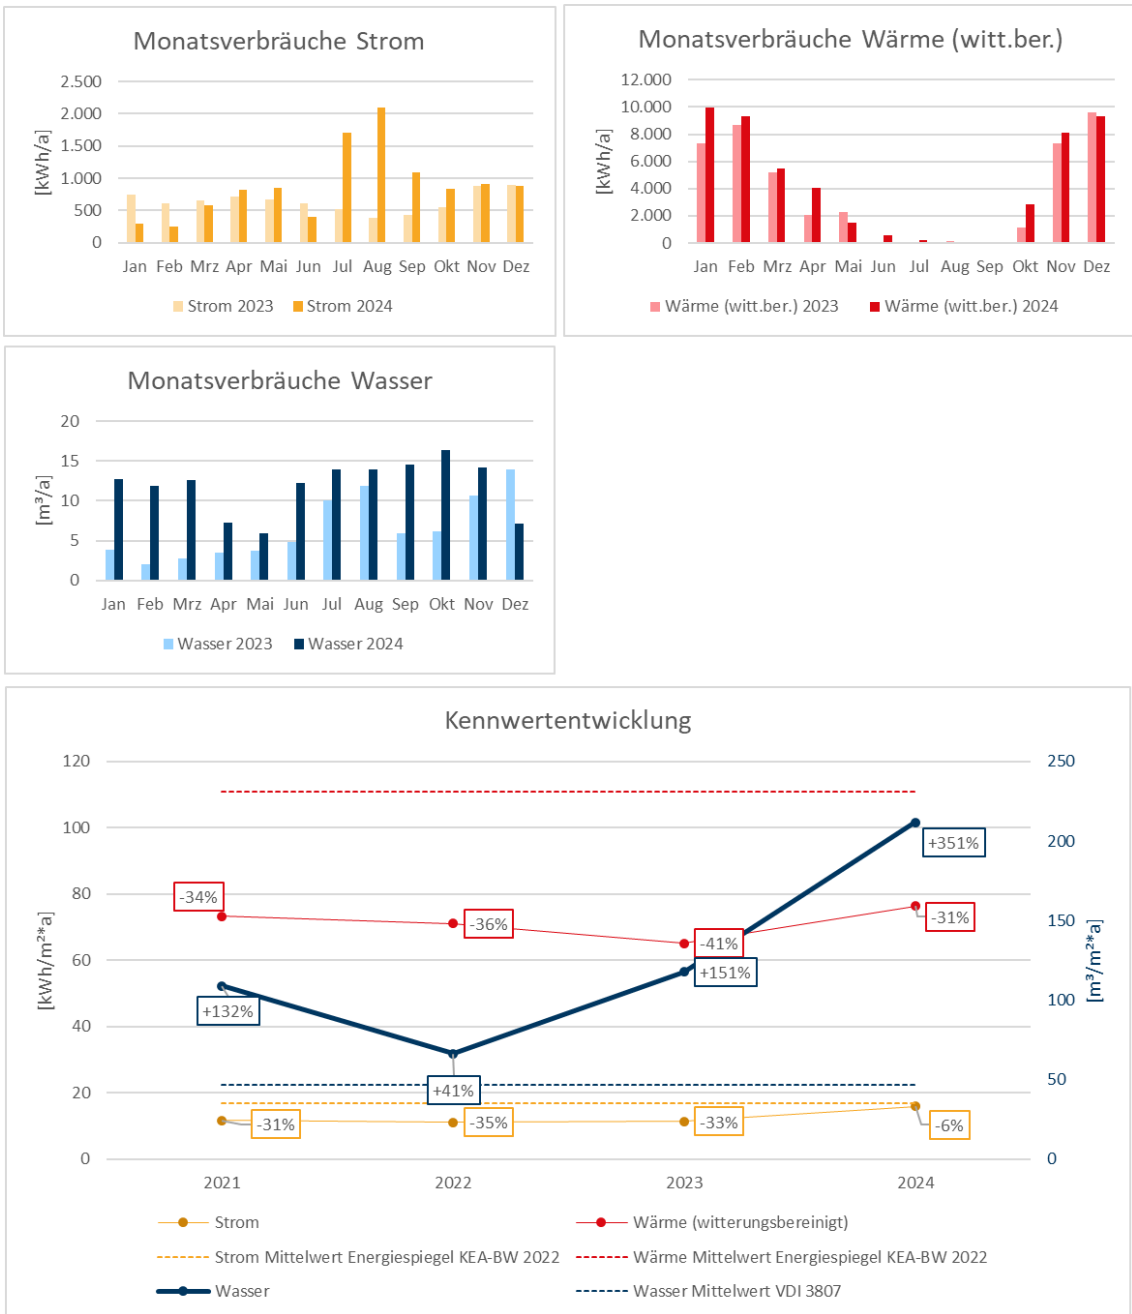 Monatsverbräuche Strom
[kWh/a]
2.500
2.000
1.500
1.000
500
0
Jan Feb Mrz Apr Mai Jun Jul Aug Sep Okt Nov Dez
Strom 2023 Strom 2024
Monatsverbräuche Wärme (witt.ber.)
[kWh/a]
12.000
10.000
8.000
6.000
4.000
2.000
0
Jan Feb Mrz Apr Mai Jun Jul Aug Sep Okt Nov Dez
Wärme (witt.ber.) 2023 Wärme (witt.ber.) 2024
Monatsverbräuche Wasser
[m³/a]
20
15
10
5
0
Jan Feb Mrz Apr Mai Jun Jul Aug Sep Okt Nov Dez
Wasser 2023 Wasser 2024
Kennwertentwicklung
[kWh/m²*a]
120
100
80
60
40
20
0
250
200
150
100
50
0
[m³/m²*a]
-34%
-36%
-41%
-31%
+132%
+41%
+151%
+351%
-31%
-35%
-33%
-6%
2021 2022 2023 2024
Strom Wärme (witterungsbereinigt)
Strom Mittelwert Energiespiegel KEA-BW 2022 Wärme Mittelwert Energiespiegel KEA-BW 2022
Wasser Wasser Mittelwert VDI 3807